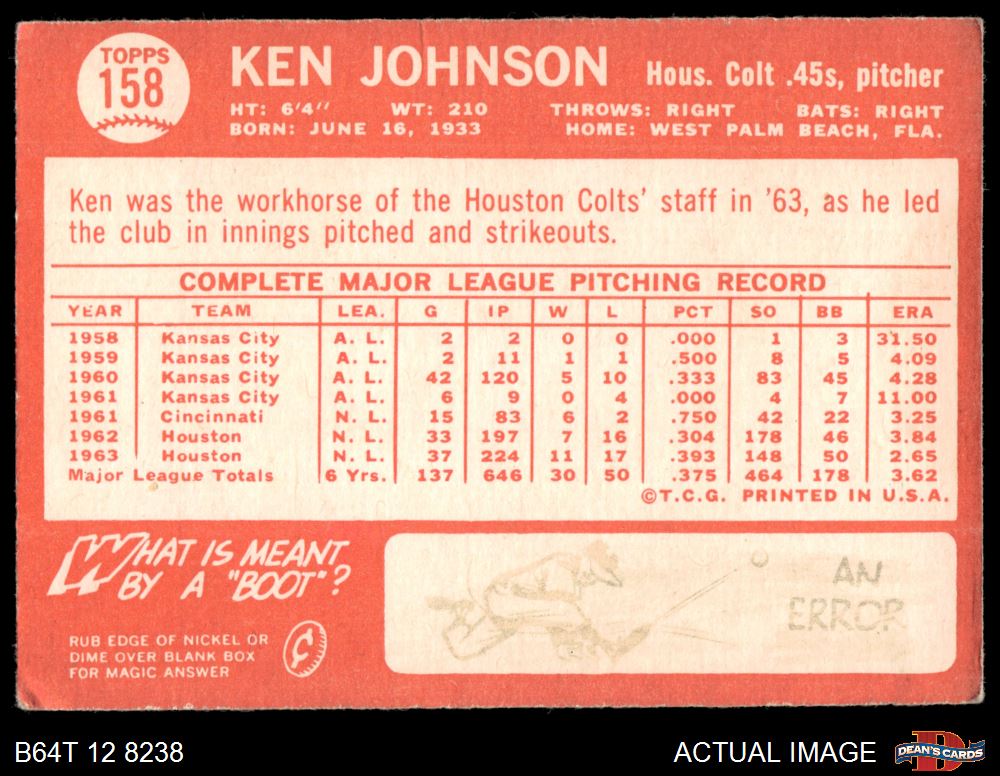 TOPPS
158
KEN JOHNSON Hous. Colt .45s, pitcher
HT: 6'4" WT: 210 THROWS: RIGHT BATS: RIGHT
BORN: JUNE 16, 1933 HOME: WEST PALM BEACH, FLA.
Ken was the workhorse of the Houston Colts' staff in '63, as he led
the club in innings pitched and strikeouts.
COMPLETE MAJOR LEAGUE PITCHING RECORD
YEAR TEAM LEA. G IP W L PCT SO BB ERA
1958 Kansas City A. L. 2 2 0 0 .000 1 3 31.50
1959 Kansas City A. L. 2 11 1 1 .500 8 5 4.09
1960 Kansas City A. L. 42 120 5 10 .333 83 45 4.28
1961 Kansas City A. L. 6 9 0 4 .000 4 7 11.00
1961 Cincinnati N. L. 15 83 6 2 .750 42 22 3.25
1962 Houston N. L. 33 197 7 16 .304 178 46 3.84
1963 Houston N. L. 37 224 11 17 .393 148 50 2.65
Major League Totals 6 Yrs. 137 646 30 50 .375 464 178 3.62
©T.C.G. PRINTED IN U.S.A.
WHAT IS MEANT
BY A "BOOT"?
RUB EDGE OF NICKEL OR
DIME OVER BLANK BOX
FOR MAGIC ANSWER
¢
AN
ERROR
B64T 12 8238
ACTUAL IMAGE
DEAN'S CARDS